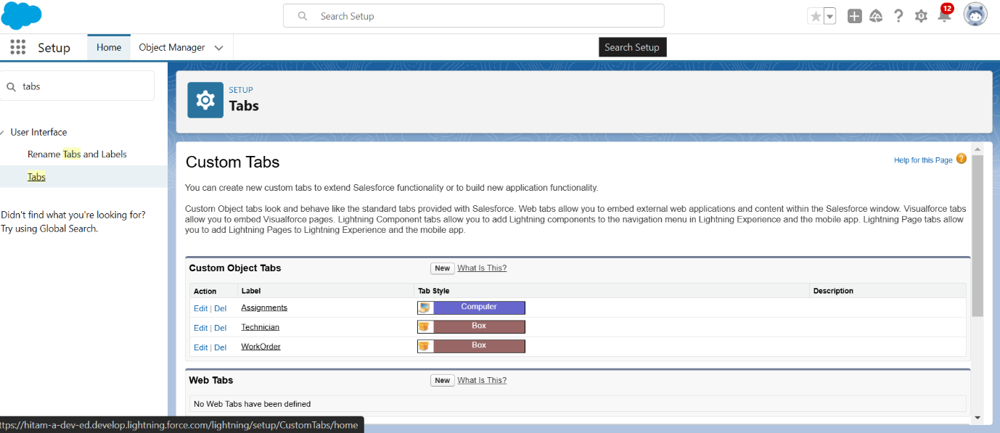 Search Setup
12
Setup
Home
Object Manager
Search Setup
tabs
User Interface
Rename Tabs and Labels
Tabs
Didn't find what you're looking for?
Try using Global Search.
SETUP
Tabs
Custom Tabs
Help for this Page
You can create new custom tabs to extend Salesforce functionality or to build new application functionality.
Custom Object tabs look and behave like the standard tabs provided with Salesforce. Web tabs allow you to embed external web applications and content within the Salesforce window. Visualforce tabs
allow you to embed Visualforce pages. Lightning Component tabs allow you to add Lightning components to the navigation menu in Lightning Experience and the mobile app. Lightning Page tabs allow
you to add Lightning Pages to Lightning Experience and the mobile app.
Custom Object Tabs New What Is This?
Action Label Tab Style Description
Edit | Del Assignments Computer
Edit | Del Technician Box
Edit | Del WorkOrder Box
Web Tabs New What Is This?
No Web Tabs have been defined
ttps://hitam-a-dev-ed.develop.lightning.force.com/lightning/setup/CustomTabs/home